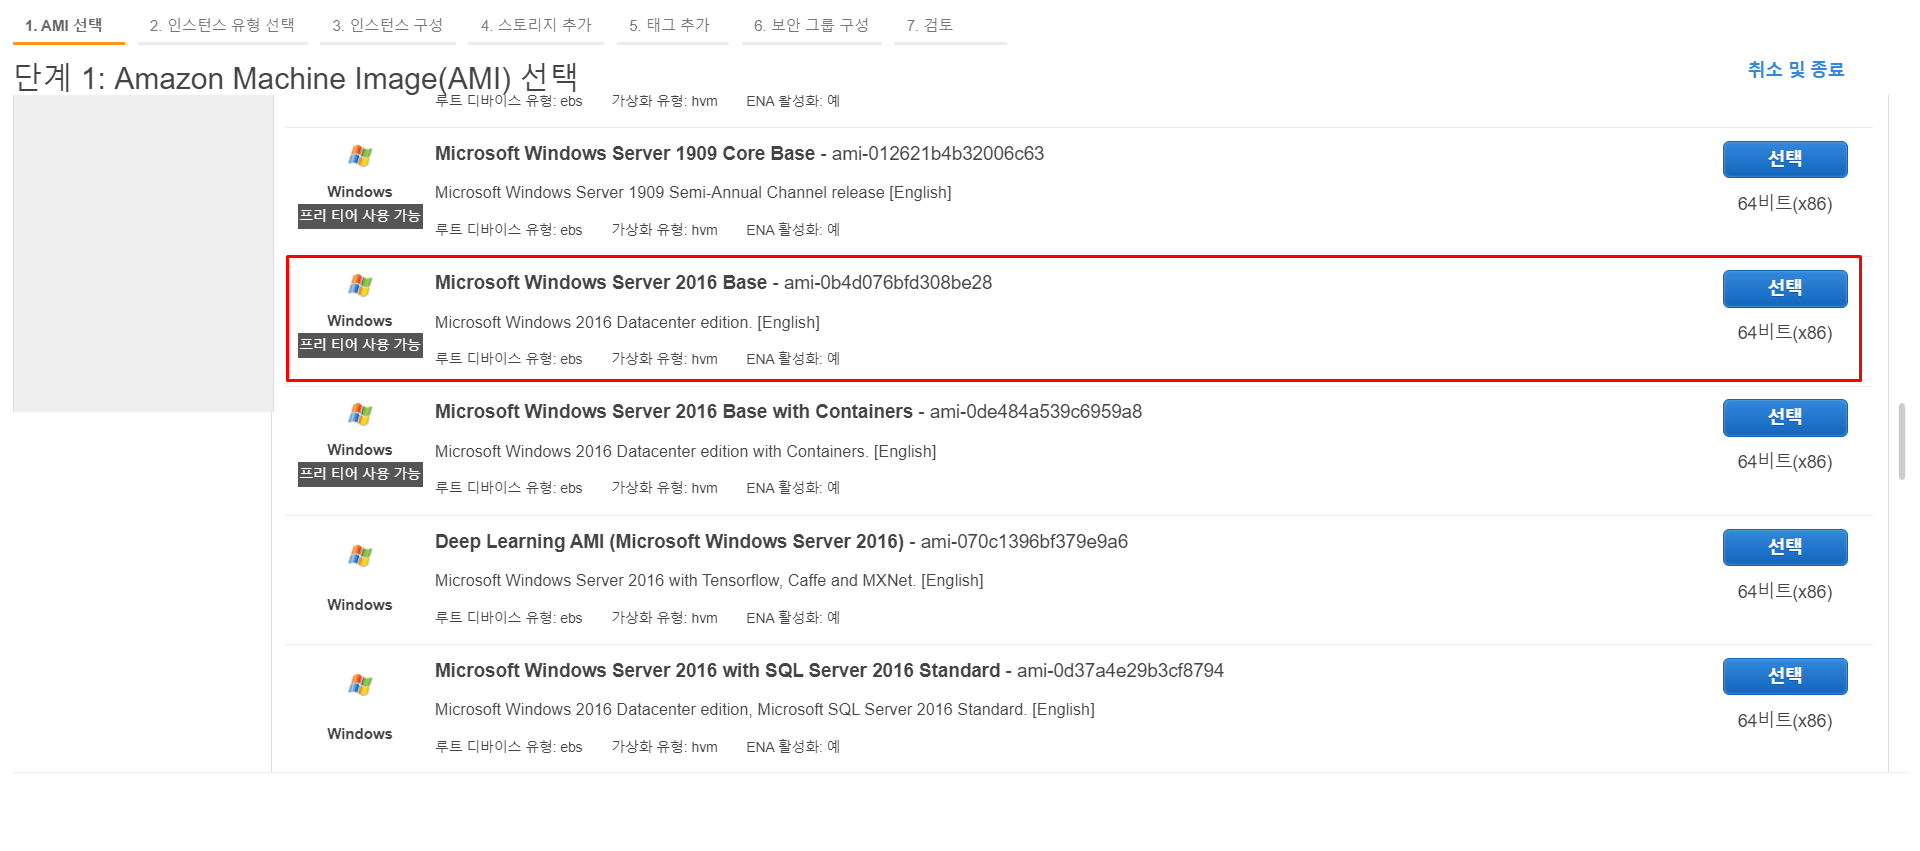 1. AMI 선택 2. 인스턴스 유형 선택 3. 인스턴스 구성 4. 스토리지 추가 5. 태그 추가 6. 보안 그룹 구성 7. 검토
단계 1: Amazon Machine Image(AMI) 선택 취소 및 종료
루트 디바이스 유형: ebs 가상화 유형: hvm ENA 활성화: 예
Microsoft Windows Server 1909 Core Base - ami-012621b4b32006c63 선택
Windows Microsoft Windows Server 1909 Semi-Annual Channel release [English] 64비트(x86)
프리 티어 사용 가능 루트 디바이스 유형: ebs 가상화 유형: hvm ENA 활성화: 예
Microsoft Windows Server 2016 Base - ami-0b4d076bfd308be28 선택
Windows Microsoft Windows 2016 Datacenter edition. [English] 64비트(x86)
프리 티어 사용 가능 루트 디바이스 유형: ebs 가상화 유형: hvm ENA 활성화: 예
Microsoft Windows Server 2016 Base with Containers - ami-0de484a539c6959a8 선택
Windows Microsoft Windows 2016 Datacenter edition with Containers. [English] 64비트(x86)
프리 티어 사용 가능 루트 디바이스 유형: ebs 가상화 유형: hvm ENA 활성화: 예
Deep Learning AMI (Microsoft Windows Server 2016) - ami-070c1396bf379e9a6 선택
Microsoft Windows Server 2016 with Tensorflow, Caffe and MXNet. [English] 64비트(x86)
Windows 루트 디바이스 유형: ebs 가상화 유형: hvm ENA 활성화: 예
Microsoft Windows Server 2016 with SQL Server 2016 Standard - ami-0d37a4e29b3cf8794 선택
Microsoft Windows 2016 Datacenter edition, Microsoft SQL Server 2016 Standard. [English] 64비트(x86)
Windows 루트 디바이스 유형: ebs 가상화 유형: hvm ENA 활성화: 예